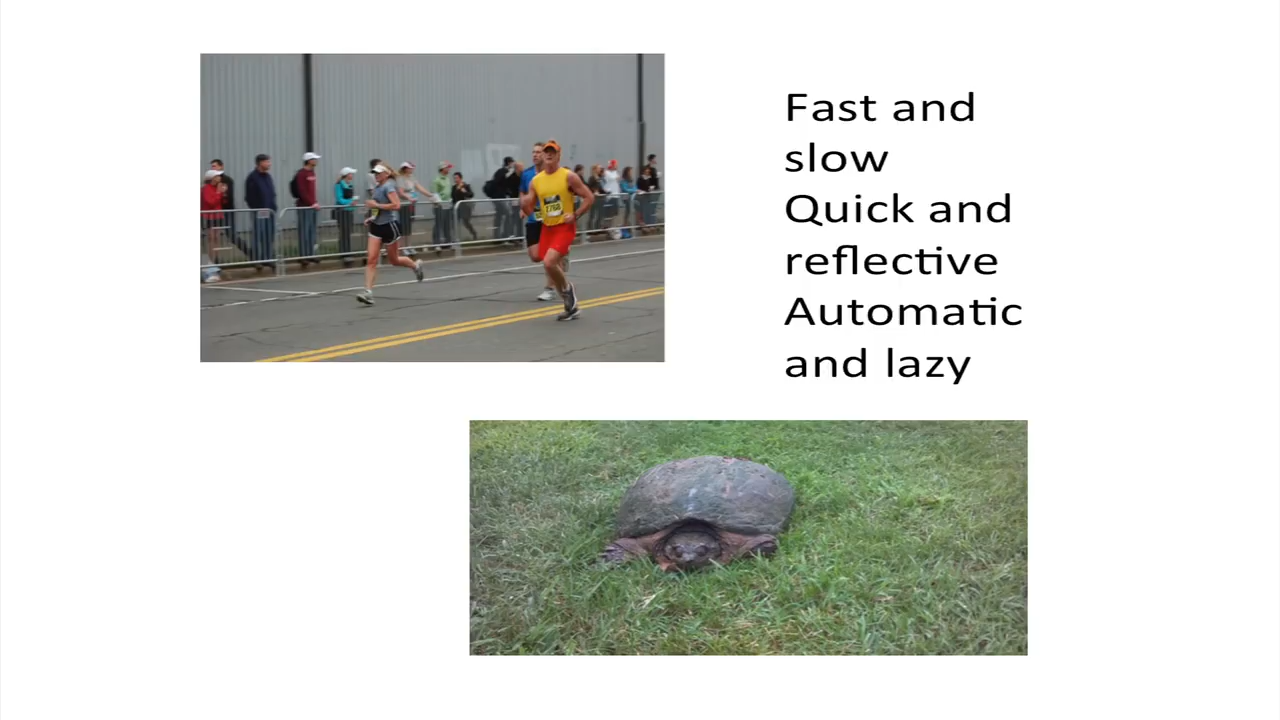 Fast and
slow
Quick and
reflective
Automatic
and lazy